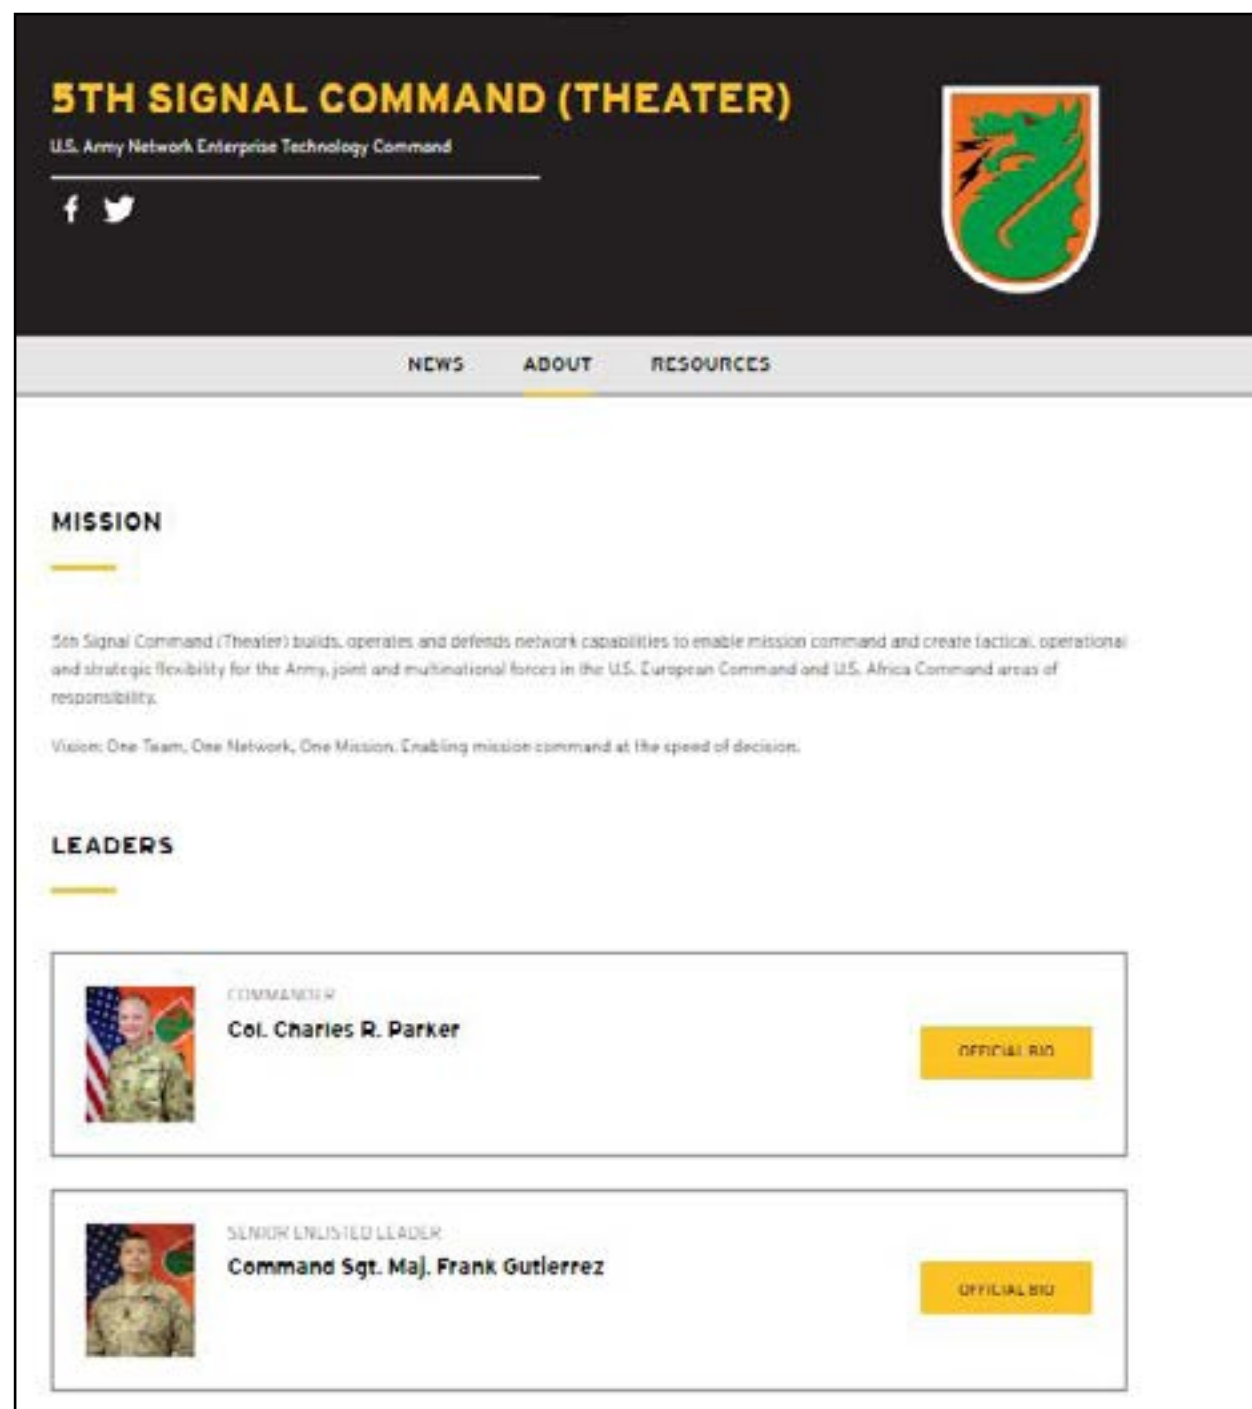 5TH SIGNAL COMMAND (THEATER)
U.S. Army Network Enterprise Technology Command
NEWS ABOUT RESOURCES
MISSION
5th Signal Command (Theater) builds, operates and defends network capabilities to enable mission command and create tactical, operational
and strategic flexibility for the Army, joint and multinational forces in the U.S. European Command and U.S. Africa Command areas of
responsibility.
Vision: One Team, One Network, One Mission. Enabling mission command at the speed of decision.
LEADERS
COMMANDER
Col. Charles R. Parker
OFFICIAL BIO
SENIOR ENLISTED LEADER
Command Sgt. Maj. Frank Gutierrez
OFFICIAL BIO